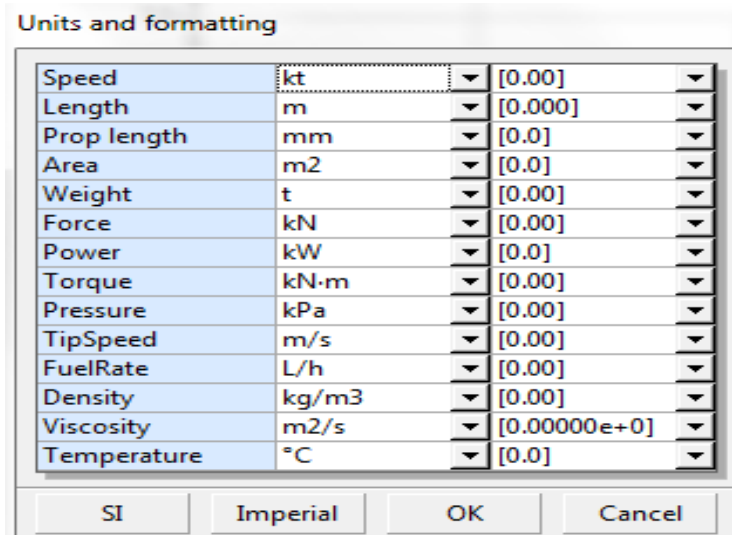 Units and formatting
Speed kt [0.00]
Length m [0.000]
Prop length mm [0.0]
Area m2 [0.0]
Weight t [0.00]
Force kN [0.00]
Power kW [0.0]
Torque kN·m [0.00]
Pressure kPa [0.00]
TipSpeed m/s [0.00]
FuelRate L/h [0.00]
Density kg/m3 [0.00]
Viscosity m2/s [0.00000e+0]
Temperature °C [0.0]
SI Imperial OK Cancel